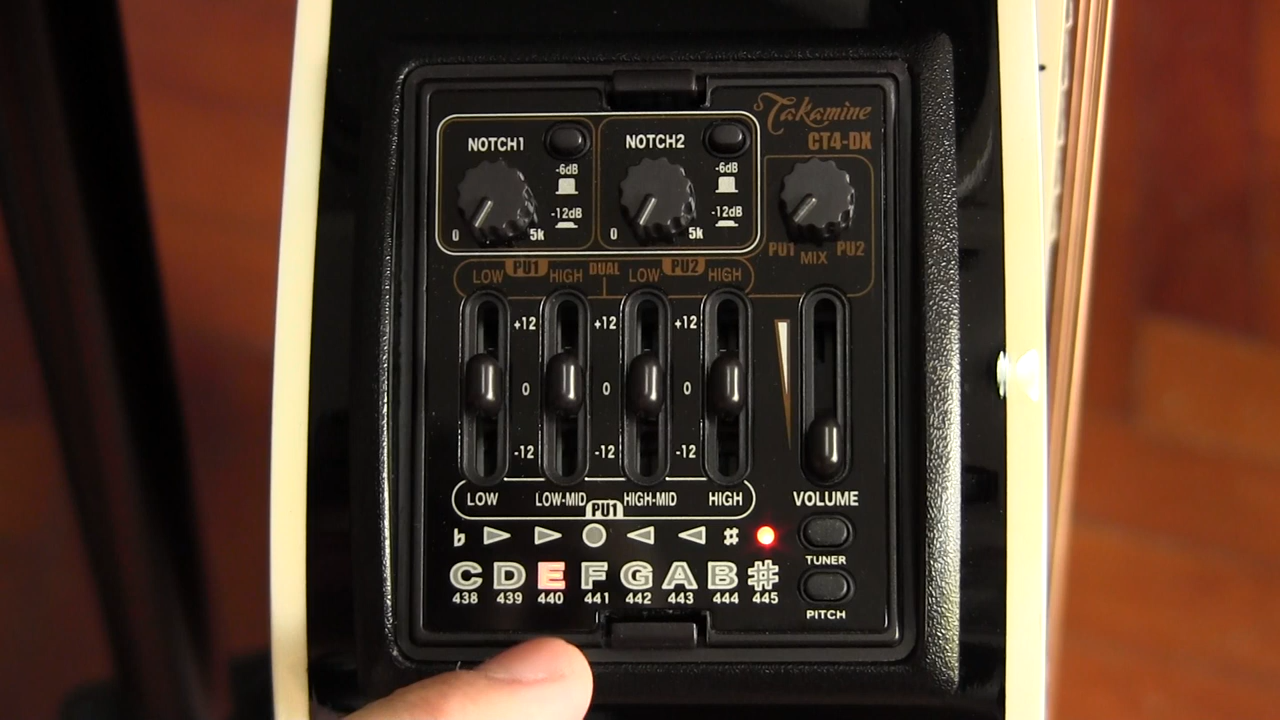 Takamine
CT4-DX
NOTCH1 NOTCH2
-6dB -6dB
-12dB -12dB
0 5k 0 5k
PU1 MIX PU2
LOW PU1 HIGH DUAL LOW PU2 HIGH
+12 +12 +12
0 0 0
-12 -12 -12
LOW LOW-MID HIGH-MID HIGH VOLUME
PU1
♭ ♯
TUNER
C D E F G A B ♯
438 439 440 441 442 443 444 445
PITCH